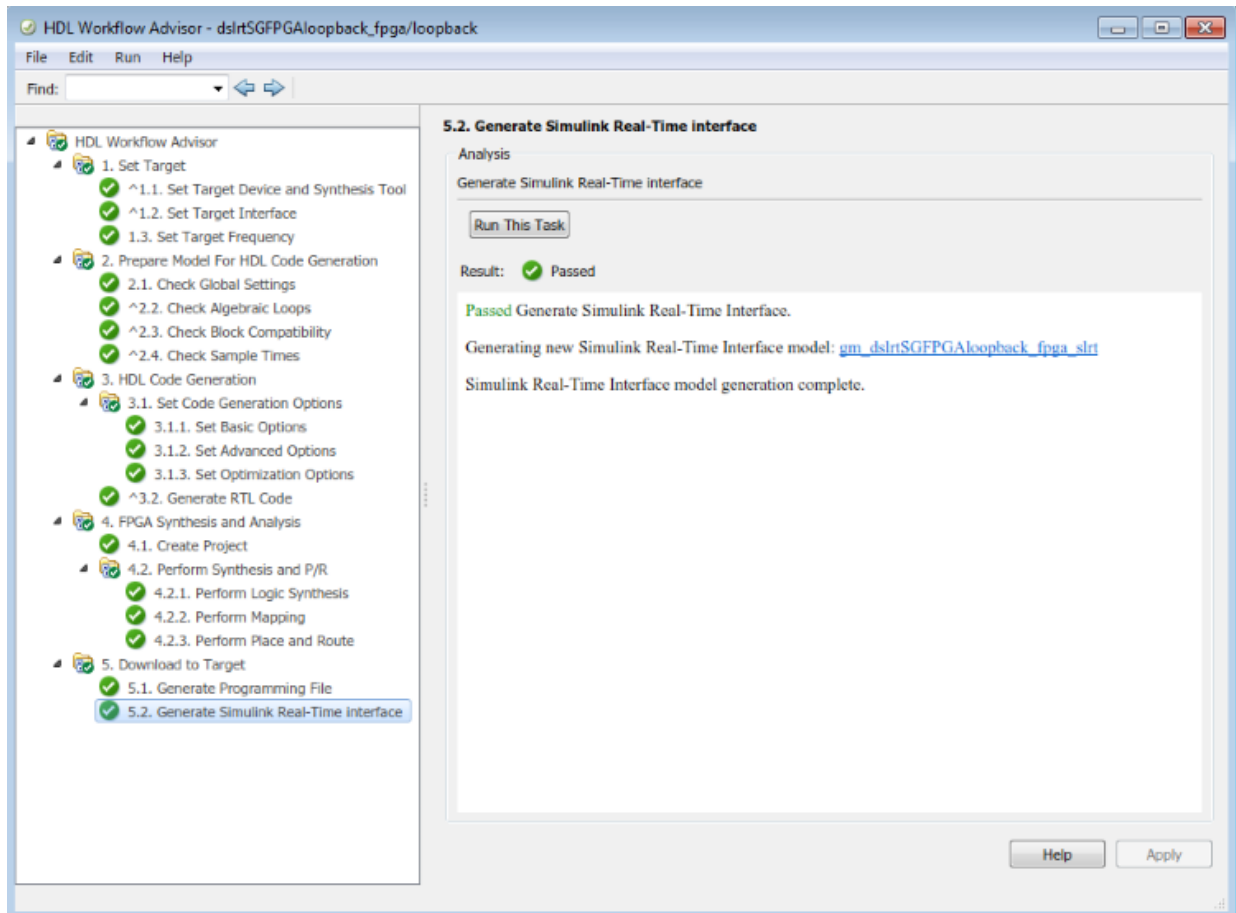 HDL Workflow Advisor - dslrtSGFPGAloopback_fpga/loopback
File Edit Run Help
Find:
HDL Workflow Advisor
1. Set Target
^1.1. Set Target Device and Synthesis Tool
^1.2. Set Target Interface
1.3. Set Target Frequency
2. Prepare Model For HDL Code Generation
2.1. Check Global Settings
^2.2. Check Algebraic Loops
^2.3. Check Block Compatibility
^2.4. Check Sample Times
3. HDL Code Generation
3.1. Set Code Generation Options
3.1.1. Set Basic Options
3.1.2. Set Advanced Options
3.1.3. Set Optimization Options
^3.2. Generate RTL Code
4. FPGA Synthesis and Analysis
4.1. Create Project
4.2. Perform Synthesis and P/R
4.2.1. Perform Logic Synthesis
4.2.2. Perform Mapping
4.2.3. Perform Place and Route
5. Download to Target
5.1. Generate Programming File
5.2. Generate Simulink Real-Time interface
5.2. Generate Simulink Real-Time interface
Analysis
Generate Simulink Real-Time interface
Run This Task
Result: Passed
Passed Generate Simulink Real-Time Interface.
Generating new Simulink Real-Time Interface model: gm_dslrtSGFPGAloopback_fpga_slrt
Simulink Real-Time Interface model generation complete.
Help Apply